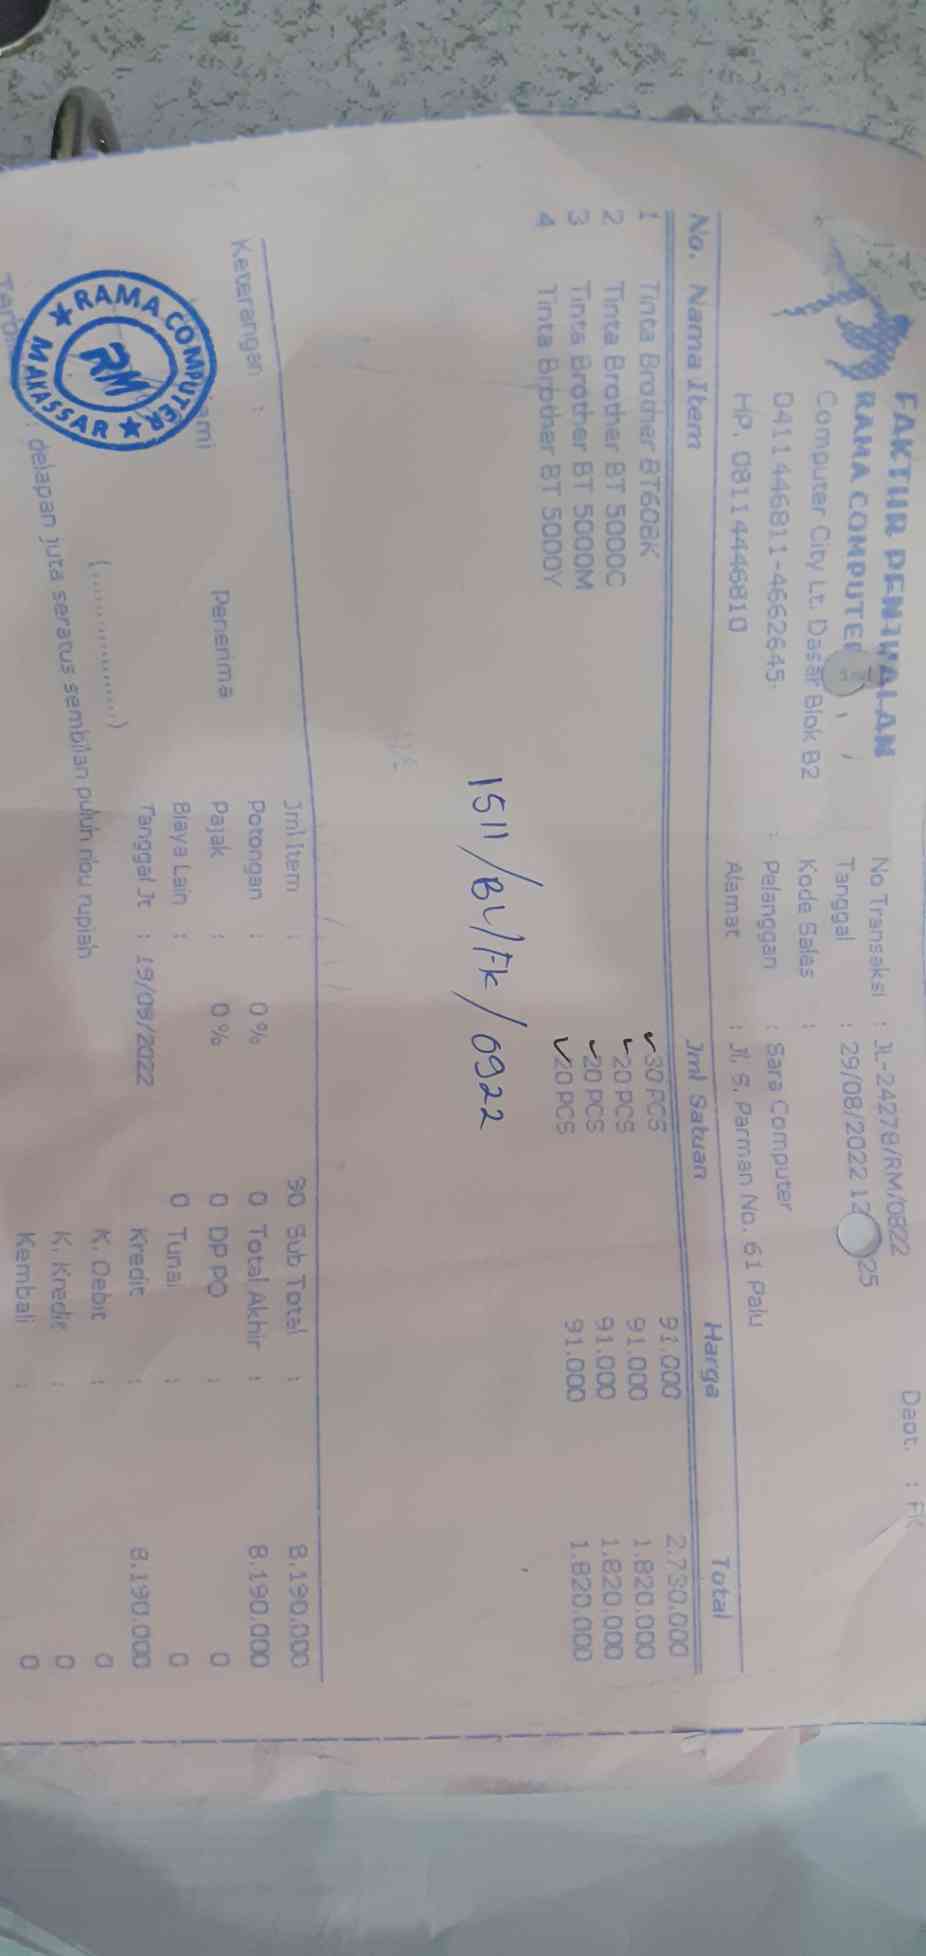 FAKTUR PENJUALAN
RAMA COMPUTER
Computer City Lt. Dasar Blok B2
0411446811-4662645
HP. 08114446810
No Transaksi : JL-24278/RM/0822
Tanggal : 29/08/2022 12 25
Kode Sales :
Pelanggan : Sara Computer
Alamat : Jl. S. Parman No. 61 Palu
Dept. : FK
No. Nama Item Jml Satuan Harga Total
1 Tinta Brother BT608K 30 PCS 91.000 2.730.000
2 Tinta Brother BT 5000C 20 PCS 91.000 1.820.000
3 Tinta Brother BT 5000M 20 PCS 91.000 1.820.000
4 Tinta Brother BT 5000Y 20 PCS 91.000 1.820.000
1511/BL/FK/0922
Keterangan :
Jml Item : 90 Sub Total : 8.190.000
Potongan : 0% 0 Total Akhir : 8.190.000
Pajak : 0% 0 DP PO : 0
Biaya Lain : 0 Tunai : 0
Tanggal Jt : 19/09/2022 Kredit : 8.190.000
K. Debit : 0
K. Kredit : 0
Kembali : 0
Penerima
(................)
: delapan juta seratus sembilan puluh ribu rupiah
RAMA COMPUTER
RM
MAKASSAR